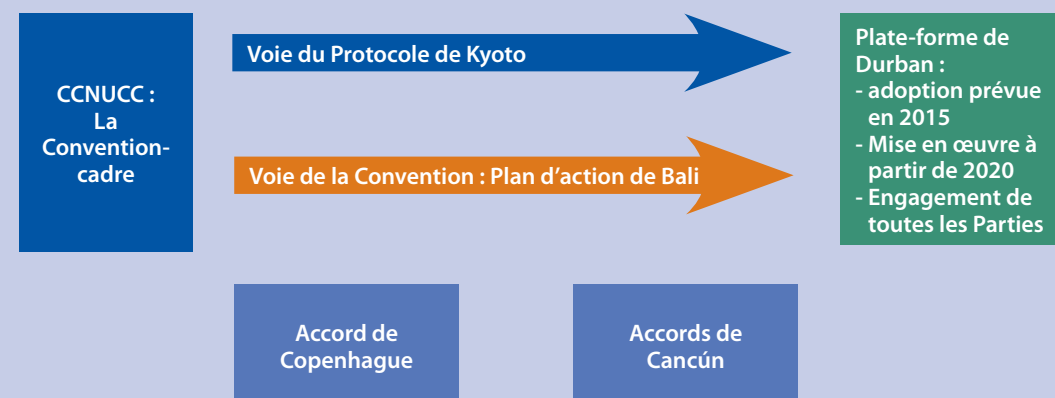 CCNUCC :
La
Convention-
cadre
Voie du Protocole de Kyoto
Voie de la Convention : Plan d'action de Bali
Plate-forme de
Durban :
- adoption prévue
en 2015
- Mise en œuvre à
partir de 2020
- Engagement de
toutes les Parties
Accord de
Copenhague
Accords de
Cancún